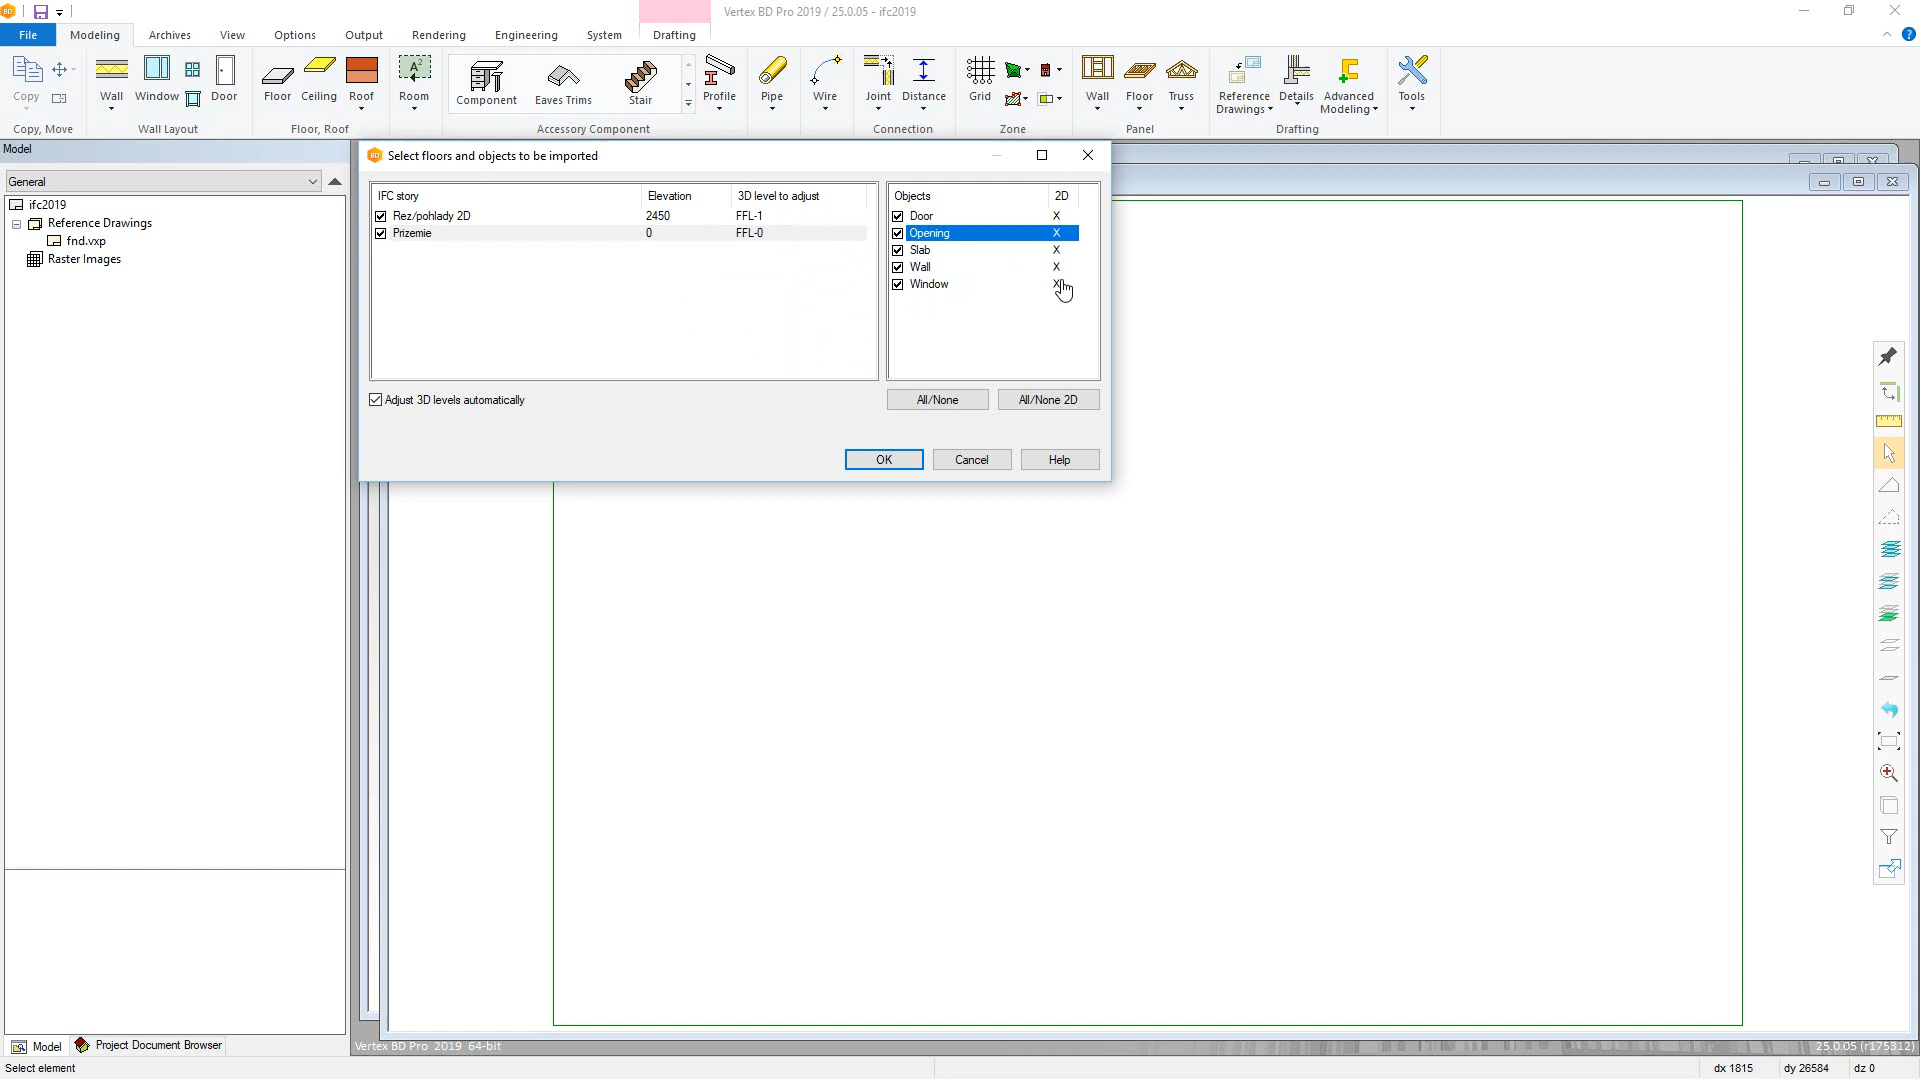 Vertex BD Pro 2019 / 25.0.05 - ifc2019
File Modeling Archives View Options Output Rendering Engineering System Drafting
Copy Wall Window Door Floor Ceiling Roof Room Component Eaves Trims Stair Profile Pipe Wire Joint Distance Grid Wall Floor Truss Reference Drawings Details Advanced Modeling Tools
Copy, Move Wall Layout Floor, Roof Accessory Component Connection Zone Panel Drafting
Model
General
ifc2019
Reference Drawings
fnd.vxp
Raster Images
BD Select floors and objects to be imported
IFC story Elevation 3D level to adjust
Rez/pohlady 2D 2450 FFL-1
Prizemie 0 FFL-0
Objects 2D
Door X
Opening X
Slab X
Wall X
Window X
Adjust 3D levels automatically
All/None All/None 2D
OK Cancel Help
Model Project Document Browser
Vertex BD Pro 2019 64-bit
25.0.05 (r175312)
Select element
dx 1815 dy 26584 dz 0